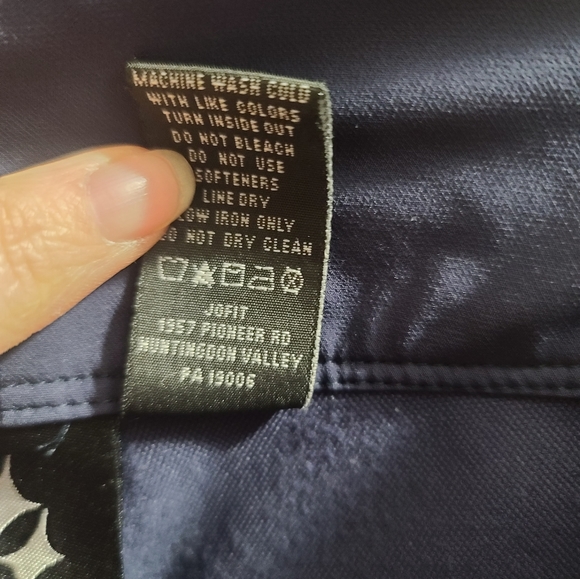 MACHINE WASH COLD
WITH LIKE COLORS
TURN INSIDE OUT
DO NOT BLEACH
DO NOT USE
SOFTENERS
LINE DRY
LOW IRON ONLY
DO NOT DRY CLEAN
JOFIT
1957 PIONEER RD
HUNTINGDON VALLEY
PA 19006